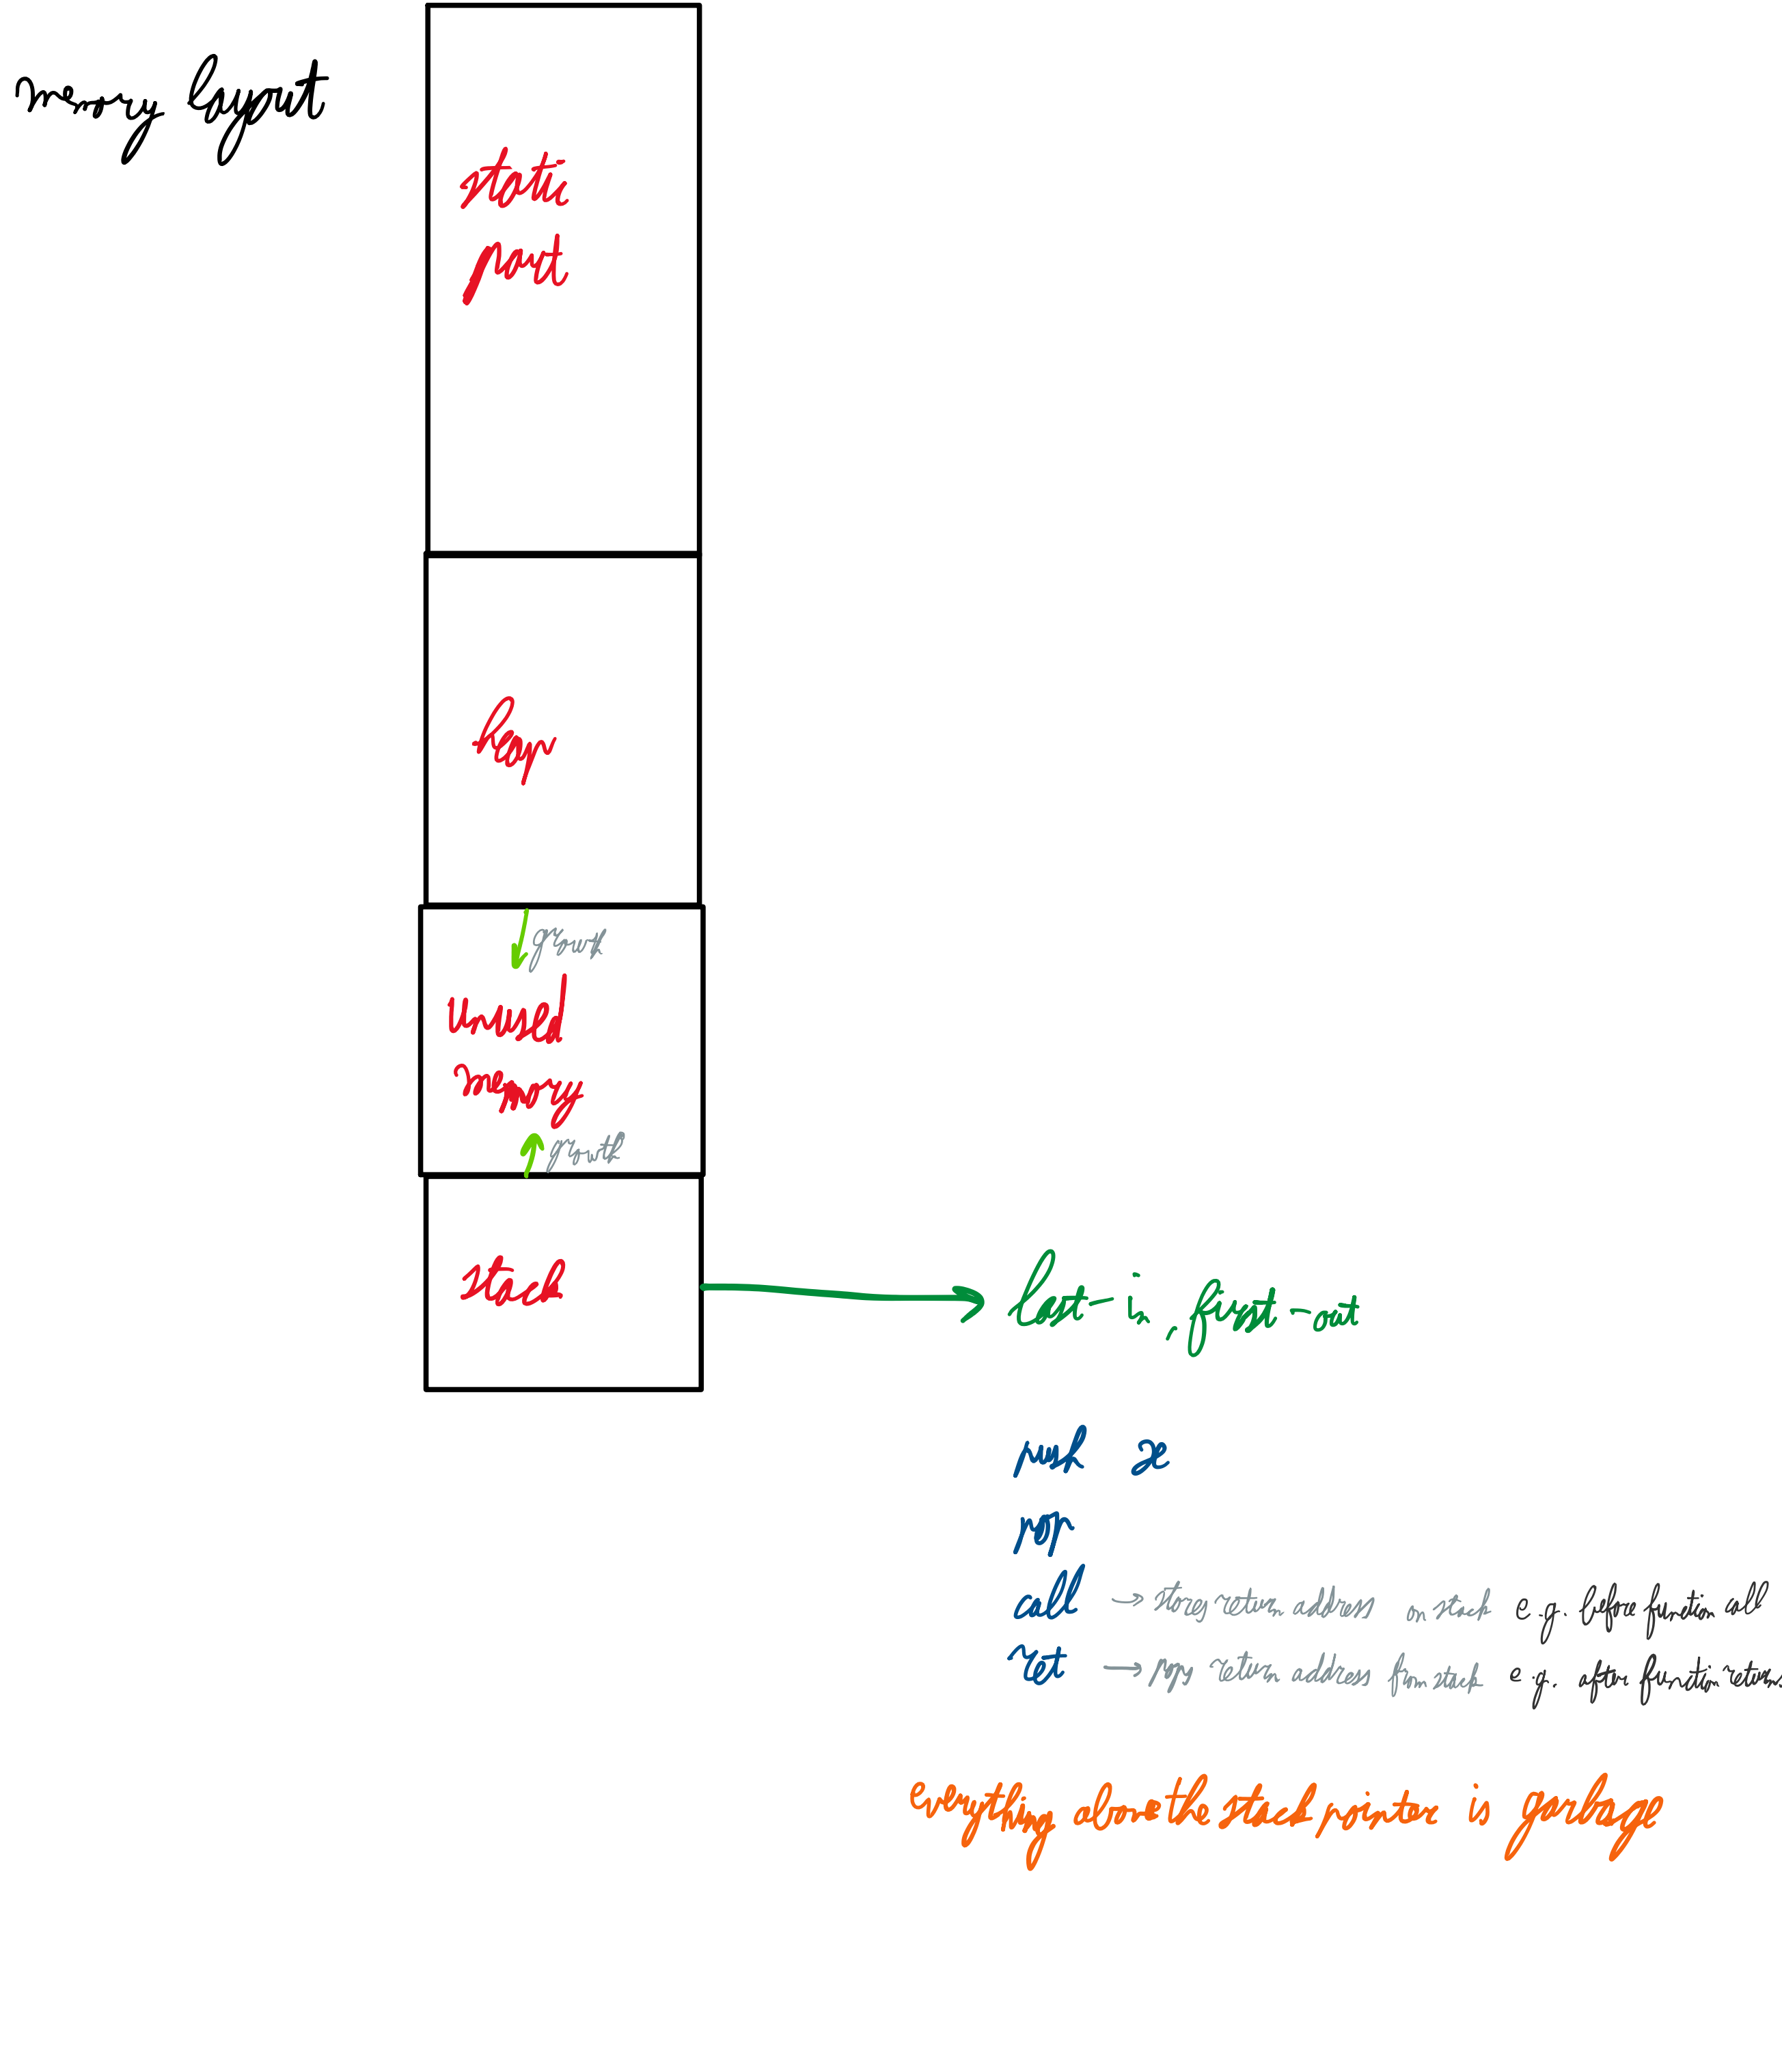 memory layout
static
part
heap
growth
unused
memory
growth
stack
last-in, first-out
push x
pop
call → stores return address on stack e.g. before function call
ret → pops return address from stack e.g. after function returns
everything above the stack pointer is garbage